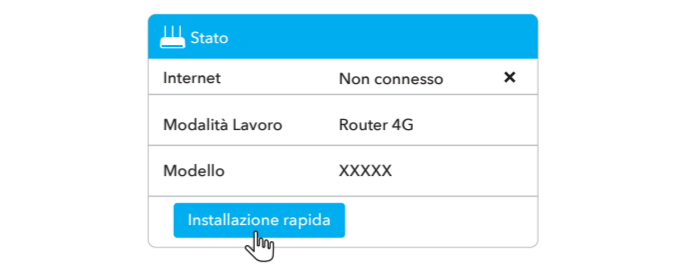 Stato
Internet Non connesso ×
Modalità Lavoro Router 4G
Modello XXXXX
Installazione rapida